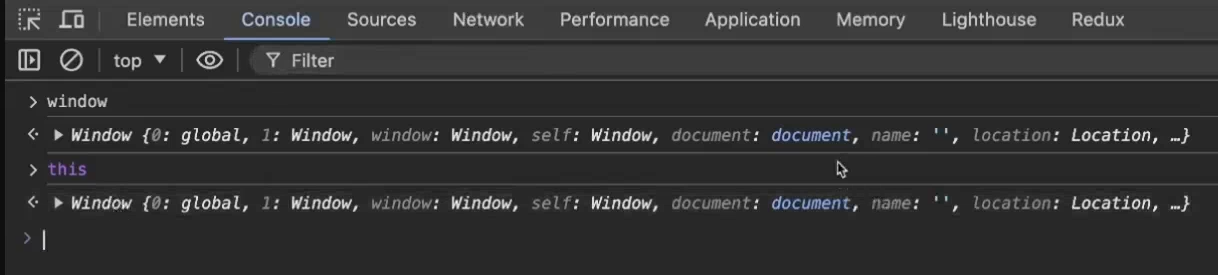 Elements Console Sources Network Performance Application Memory Lighthouse Redux
top Filter
> window
Window {0: global, 1: Window, window: Window, self: Window, document: document, name: '', location: Location, …}
> this
Window {0: global, 1: Window, window: Window, self: Window, document: document, name: '', location: Location, …}
>